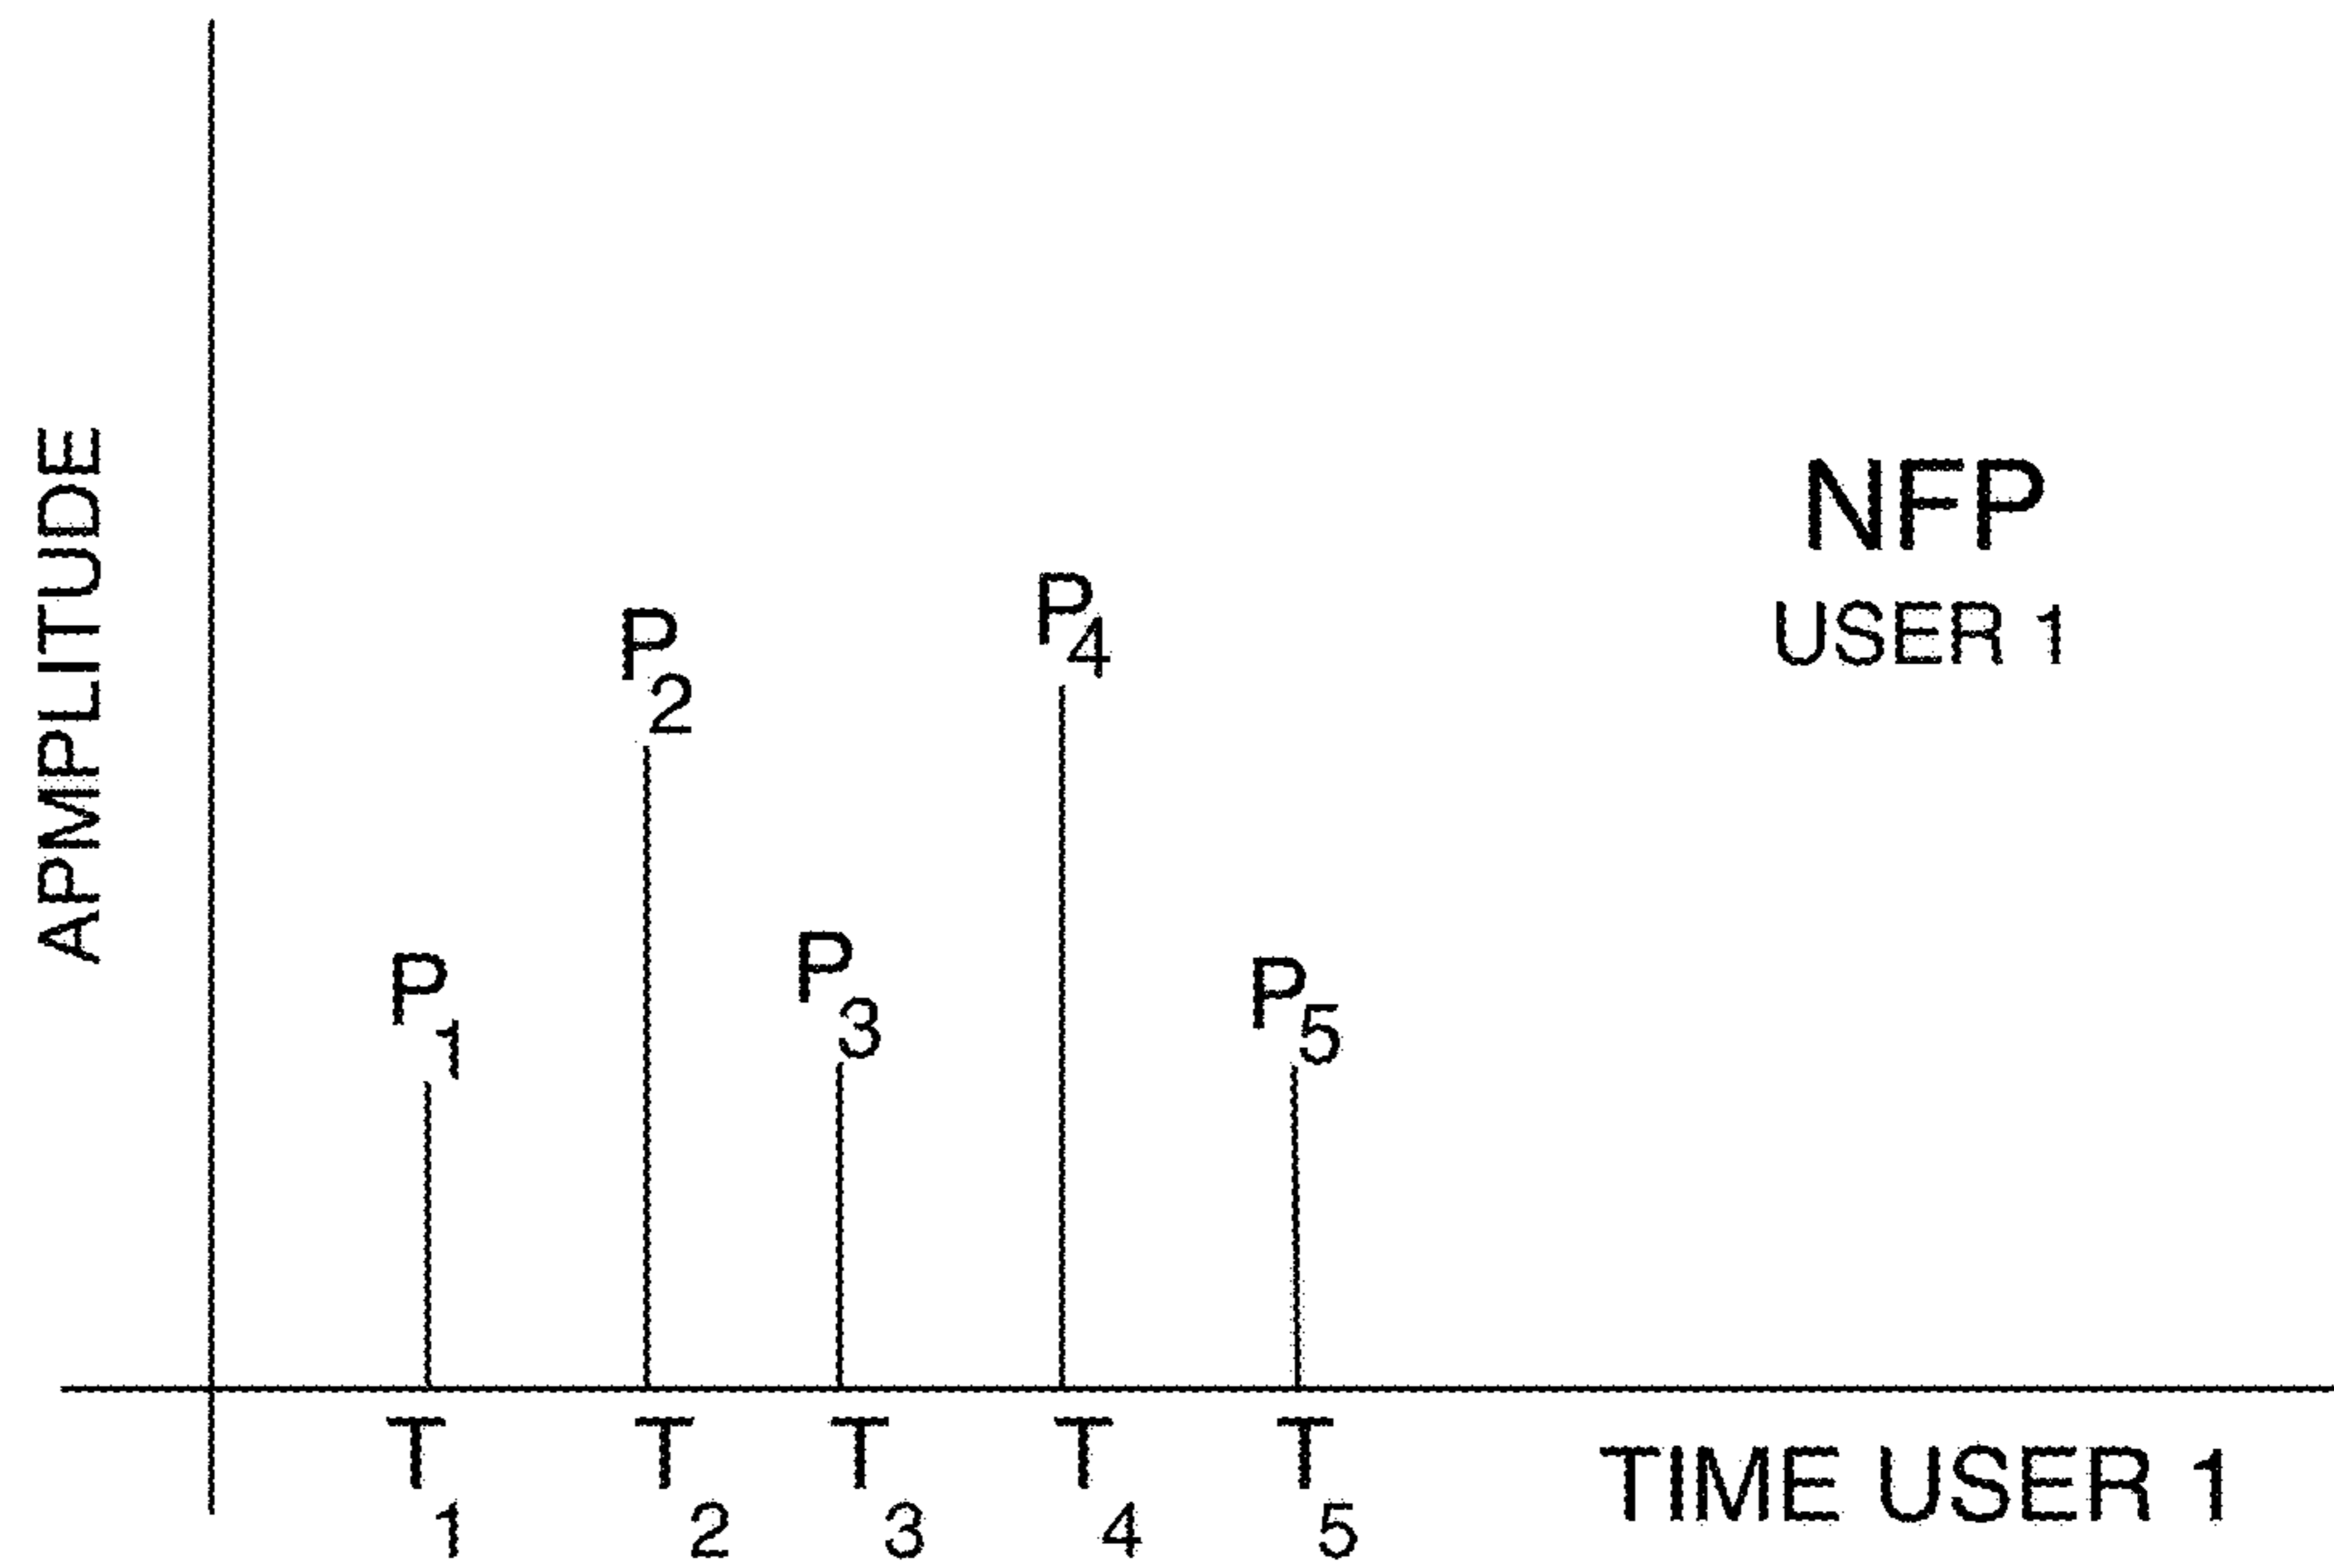 APMPLITUDE
NFP
USER 1
P4
P2
P3
P1
P5
T1 T2 T3 T4 T5
TIME USER 1